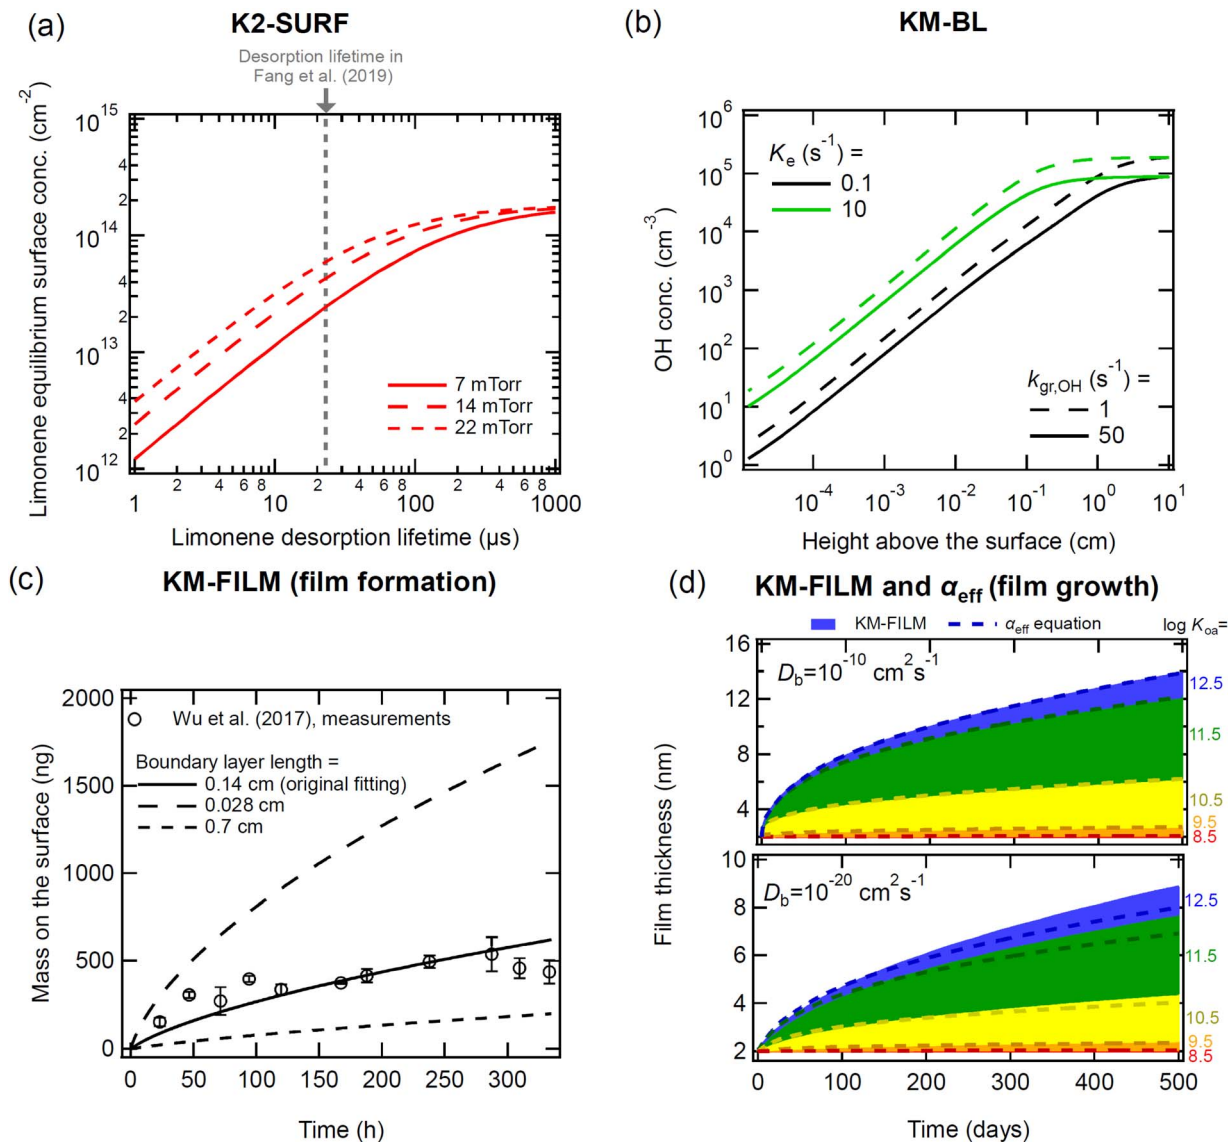 (a)
K2-SURF
Desorption lifetime in
Fang et al. (2019)
Limonene equilibrium surface conc. (cm-2)
10^15
4
2
10^14
4
2
10^13
4
2
10^12
7 mTorr
14 mTorr
22 mTorr
1 2 4 6 8 10 2 4 6 8 100 2 4 6 8 1000
Limonene desorption lifetime (µs)
(b)
KM-BL
OH conc. (cm-3)
10^6
10^5
10^4
10^3
10^2
10^1
10^0
Ke (s-1) =
0.1
10
kgr,OH (s-1) =
1
50
10^-4 10^-3 10^-2 10^-1 10^0 10^1
Height above the surface (cm)
(c)
KM-FILM (film formation)
Mass on the surface (ng)
2000
1500
1000
500
0
Wu et al. (2017), measurements
Boundary layer length =
0.14 cm (original fitting)
0.028 cm
0.7 cm
0 50 100 150 200 250 300
Time (h)
(d)
KM-FILM and αeff (film growth)
KM-FILM
αeff equation
log Koa=
Film thickness (nm)
16
12
8
4
Db=10^-10 cm2s-1
12.5
11.5
10.5
9.5
8.5
10
8
6
4
2
Db=10^-20 cm2s-1
12.5
11.5
10.5
9.5
8.5
0 100 200 300 400 500
Time (days)